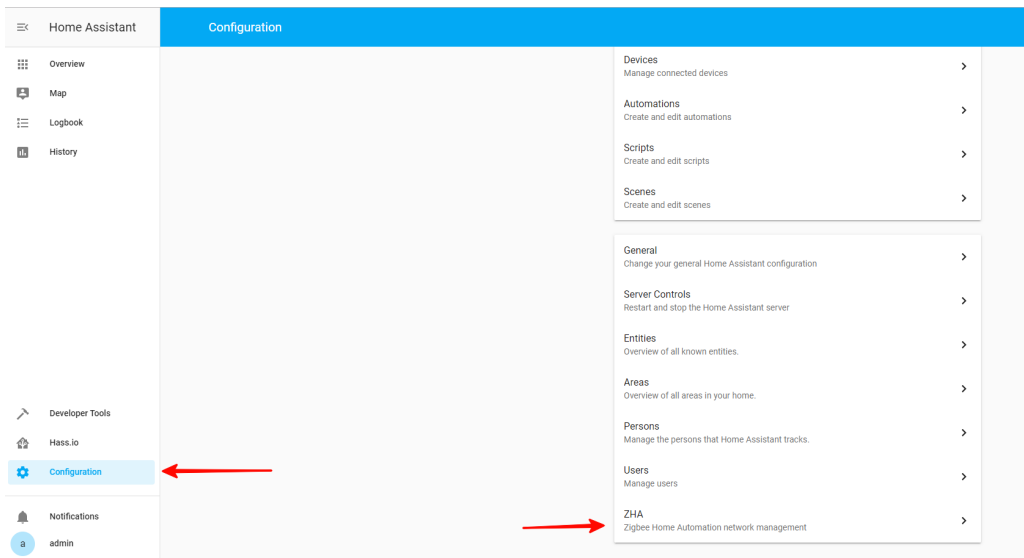 Home Assistant
Configuration
Overview
Map
Logbook
History
Developer Tools
Hass.io
Configuration
Notifications
a
admin
Devices
Manage connected devices
Automations
Create and edit automations
Scripts
Create and edit scripts
Scenes
Create and edit scenes
General
Change your general Home Assistant configuration
Server Controls
Restart and stop the Home Assistant server
Entities
Overview of all known entities.
Areas
Overview of all areas in your home.
Persons
Manage the persons that Home Assistant tracks.
Users
Manage users
ZHA
Zigbee Home Automation network management